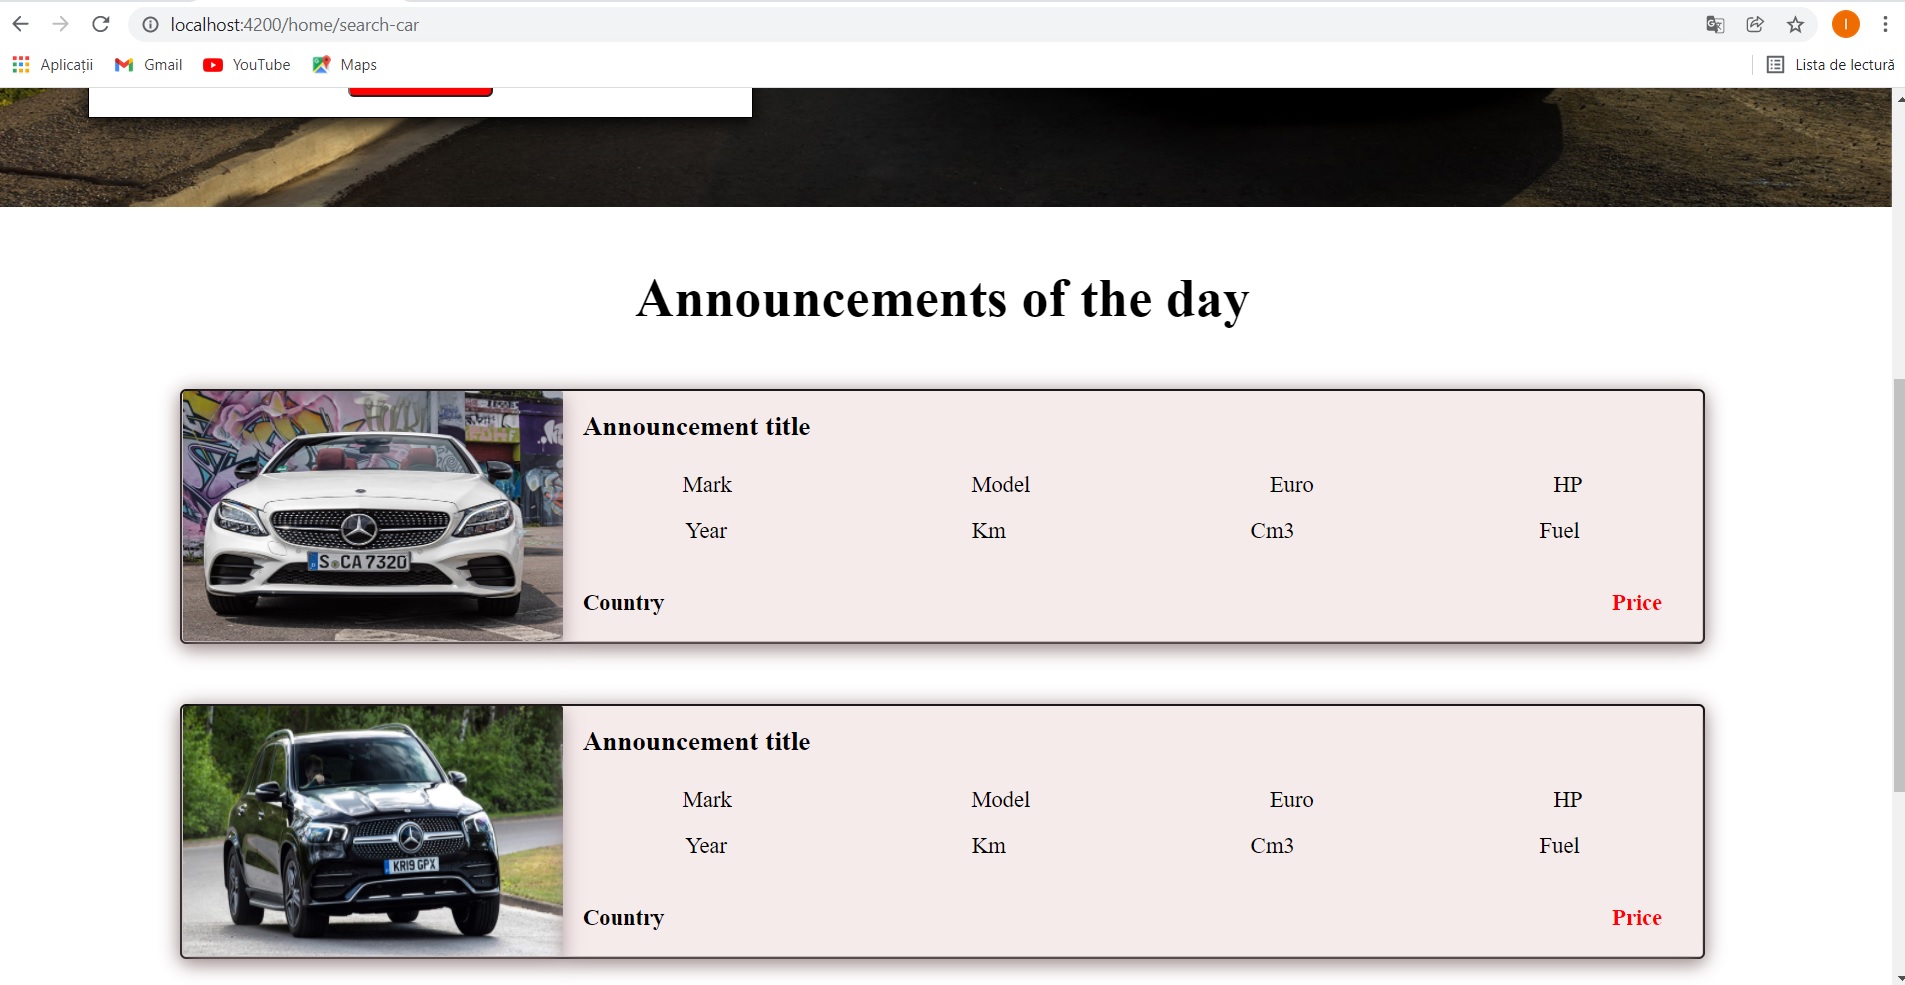 localhost:4200/home/search-car
Aplicații Gmail YouTube Maps Lista de lectură
I
Announcements of the day
Announcement title
Mark Model Euro HP
Year Km Cm3 Fuel
Country Price
S CA 7320
Announcement title
Mark Model Euro HP
Year Km Cm3 Fuel
Country Price
KR19 GPX